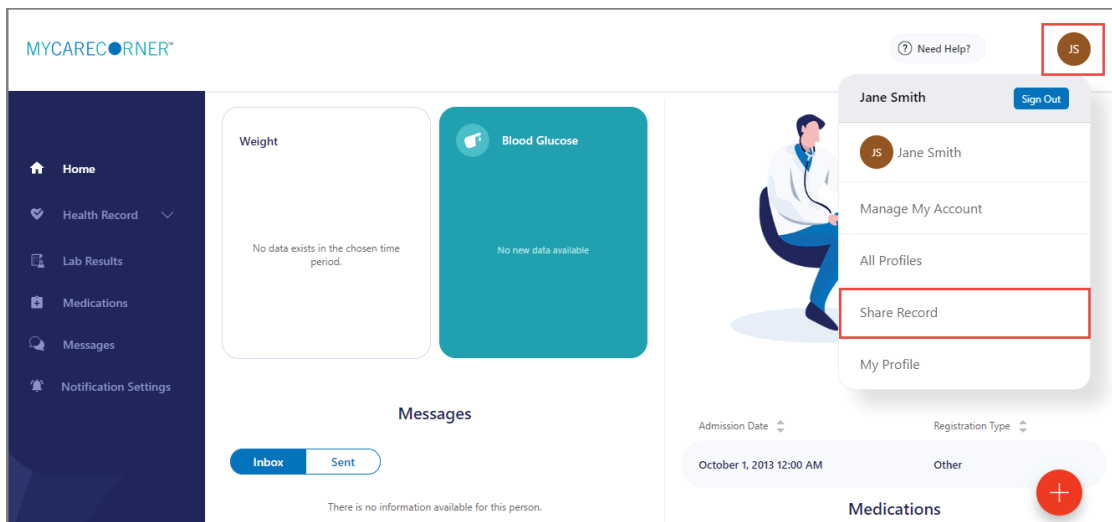 MYCARECORNER™
Need Help?
JS
Jane Smith
Sign Out
JS
Jane Smith
Manage My Account
All Profiles
Share Record
My Profile
Home
Health Record
Lab Results
Medications
Messages
Notification Settings
Weight
No data exists in the chosen time
period.
Blood Glucose
No new data available
Messages
Inbox
Sent
There is no information available for this person.
Admission Date
Registration Type
October 1, 2013 12:00 AM
Other
Medications